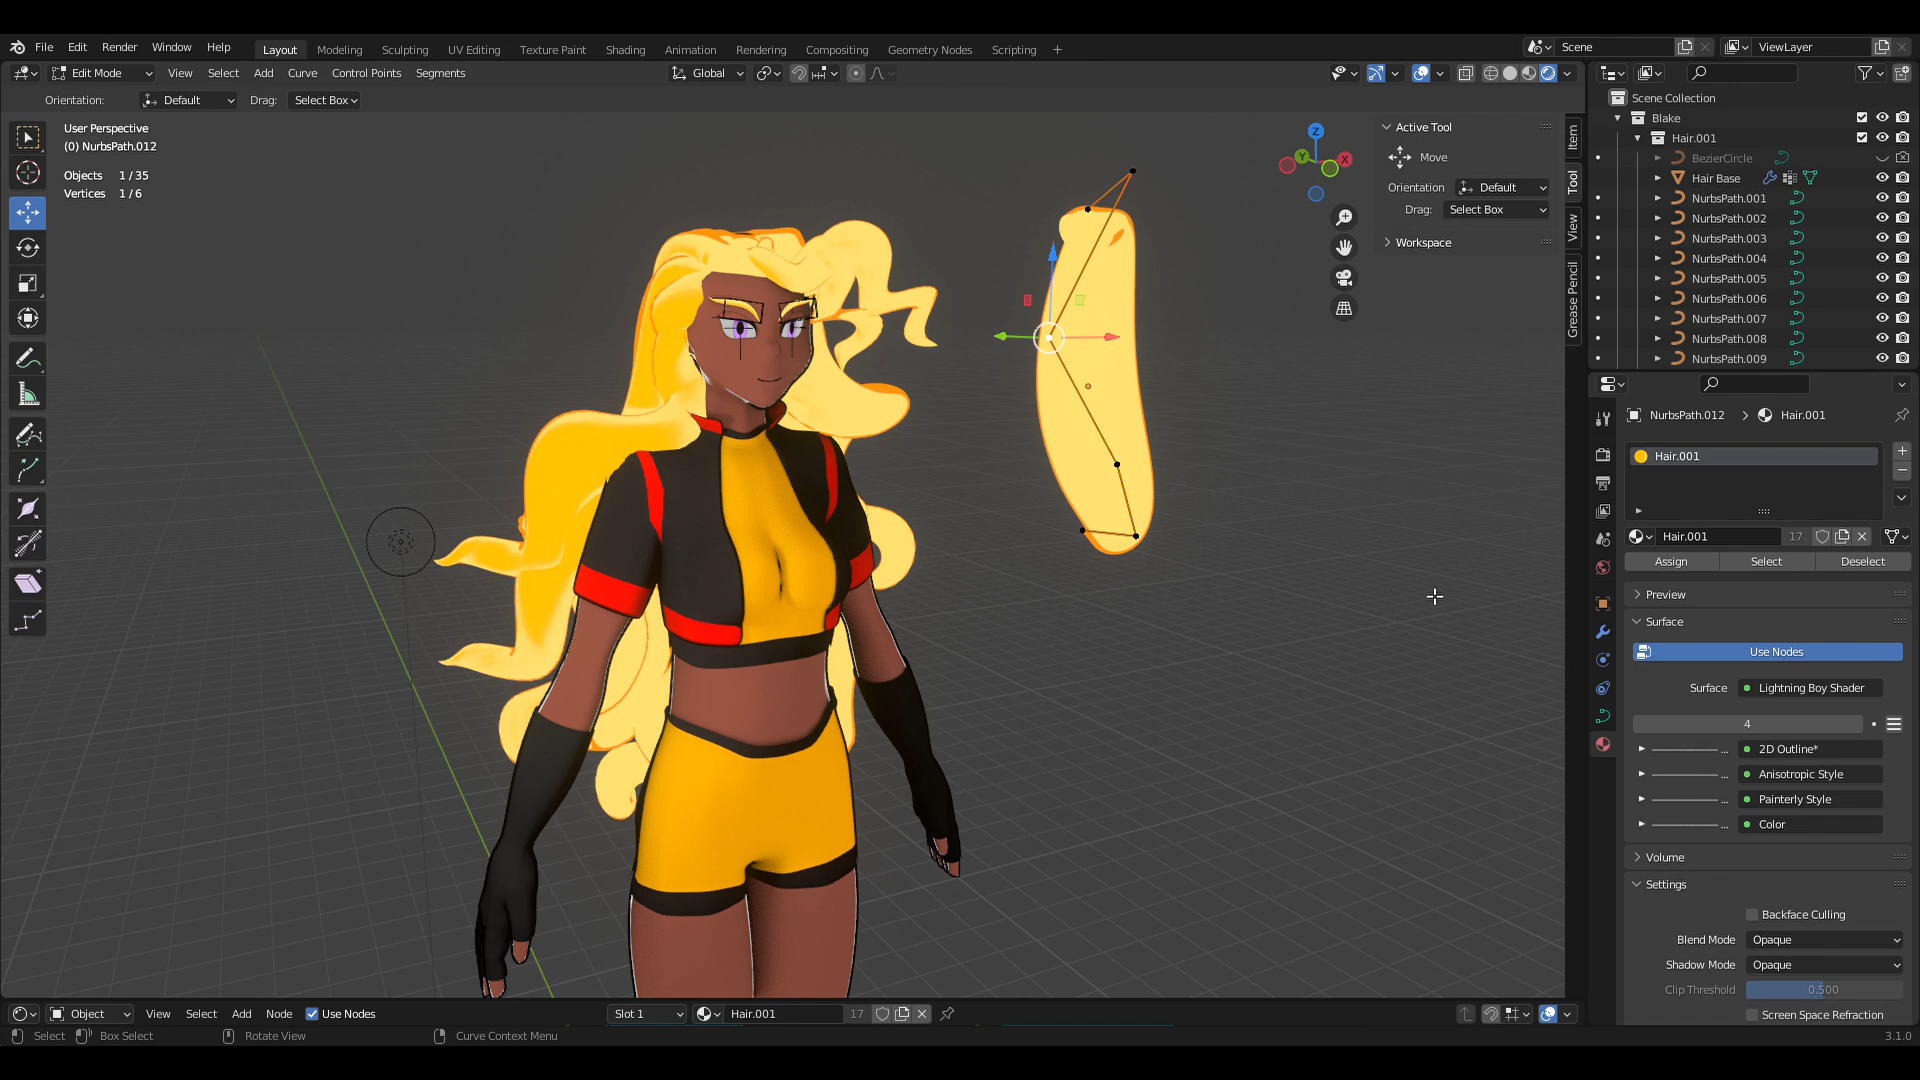 File Edit Render Window Help Layout Modeling Sculpting UV Editing Texture Paint Shading Animation Rendering Compositing Geometry Nodes Scripting + Scene ViewLayer
Edit Mode View Select Add Curve Control Points Segments Global
Orientation: Default Drag: Select Box
User Perspective
(0) NurbsPath.012
Objects 1 / 35
Vertices 1 / 6
Z
Y
X
Active Tool
Move
Orientation Default
Drag: Select Box
Workspace
Item
Tool
View
Grease Pencil
Scene Collection
Blake
Hair.001
BezierCircle
Hair Base
NurbsPath.001
NurbsPath.002
NurbsPath.003
NurbsPath.004
NurbsPath.005
NurbsPath.006
NurbsPath.007
NurbsPath.008
NurbsPath.009
NurbsPath.012 Hair.001
Hair.001
Hair.001 17
Assign Select Deselect
Preview
Surface
Use Nodes
Surface Lightning Boy Shader
4
... 2D Outline*
... Anisotropic Style
... Painterly Style
... Color
Volume
Settings
Backface Culling
Blend Mode Opaque
Shadow Mode Opaque
Clip Threshold 0.500
Screen Space Refraction
Object View Select Add Node Use Nodes Slot 1 Hair.001 17
Select Box Select Rotate View Curve Context Menu 3.1.0